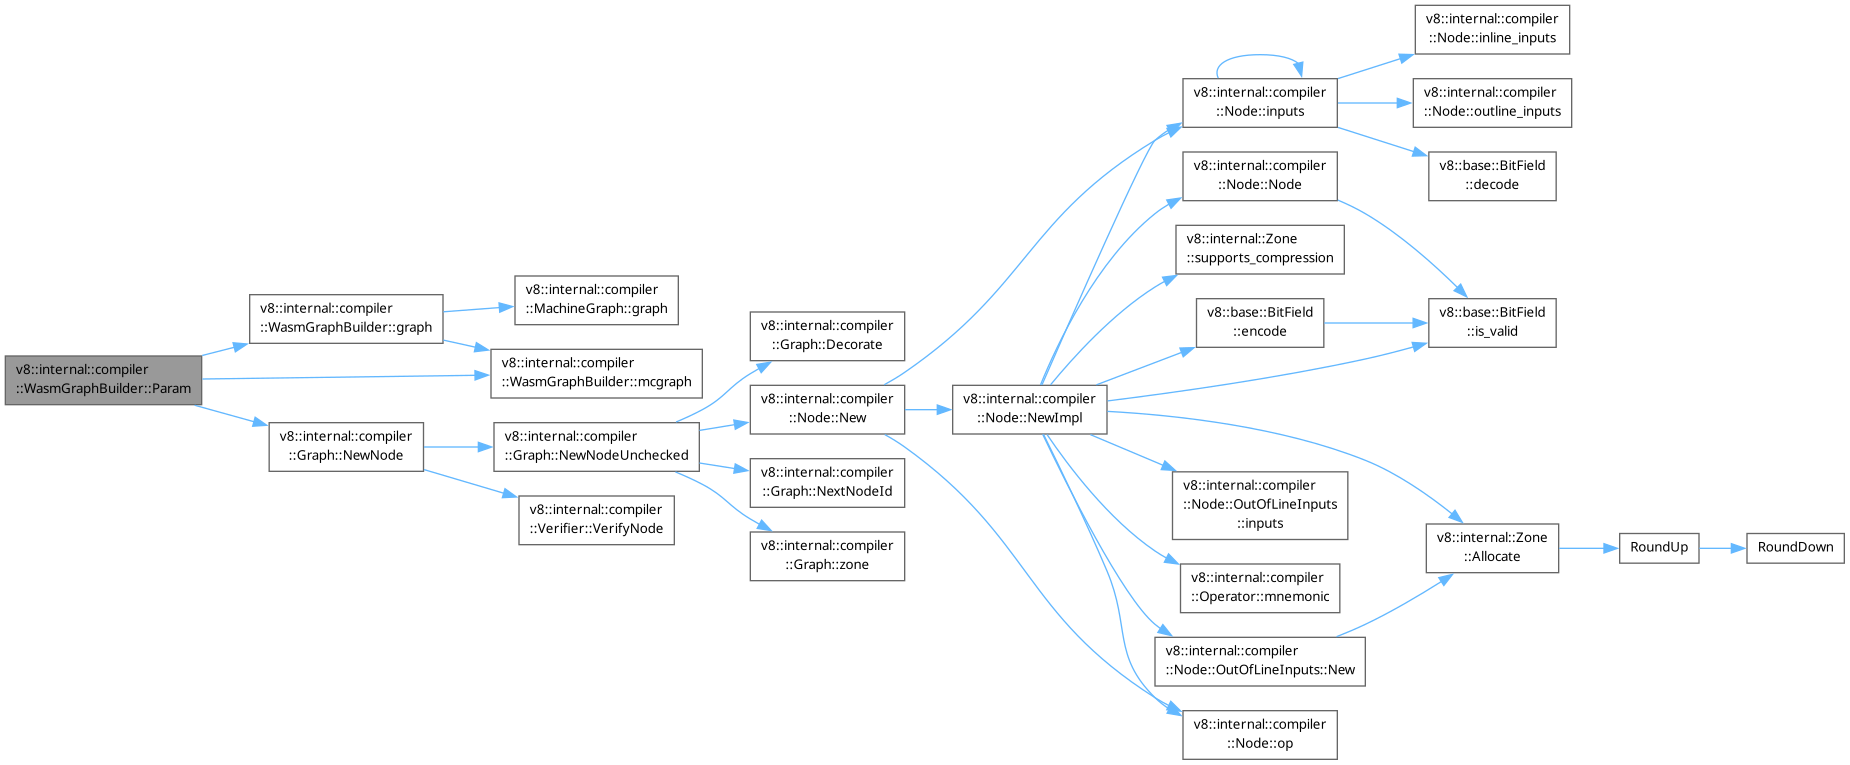 v8::internal::compiler
::WasmGraphBuilder::Param
v8::internal::compiler
::WasmGraphBuilder::graph
v8::internal::compiler
::MachineGraph::graph
v8::internal::compiler
::WasmGraphBuilder::mcgraph
v8::internal::compiler
::Graph::NewNode
v8::internal::compiler
::Graph::NewNodeUnchecked
v8::internal::compiler
::Verifier::VerifyNode
v8::internal::compiler
::Graph::Decorate
v8::internal::compiler
::Node::New
v8::internal::compiler
::Graph::NextNodeId
v8::internal::compiler
::Graph::zone
v8::internal::compiler
::Node::NewImpl
v8::internal::compiler
::Node::inputs
v8::internal::compiler
::Node::Node
v8::internal::Zone
::supports_compression
v8::base::BitField
::encode
v8::internal::compiler
::Node::OutOfLineInputs
::inputs
v8::internal::compiler
::Operator::mnemonic
v8::internal::compiler
::Node::OutOfLineInputs::New
v8::internal::compiler
::Node::op
v8::internal::compiler
::Node::inline_inputs
v8::internal::compiler
::Node::outline_inputs
v8::base::BitField
::decode
v8::base::BitField
::is_valid
v8::internal::Zone
::Allocate
RoundUp
RoundDown